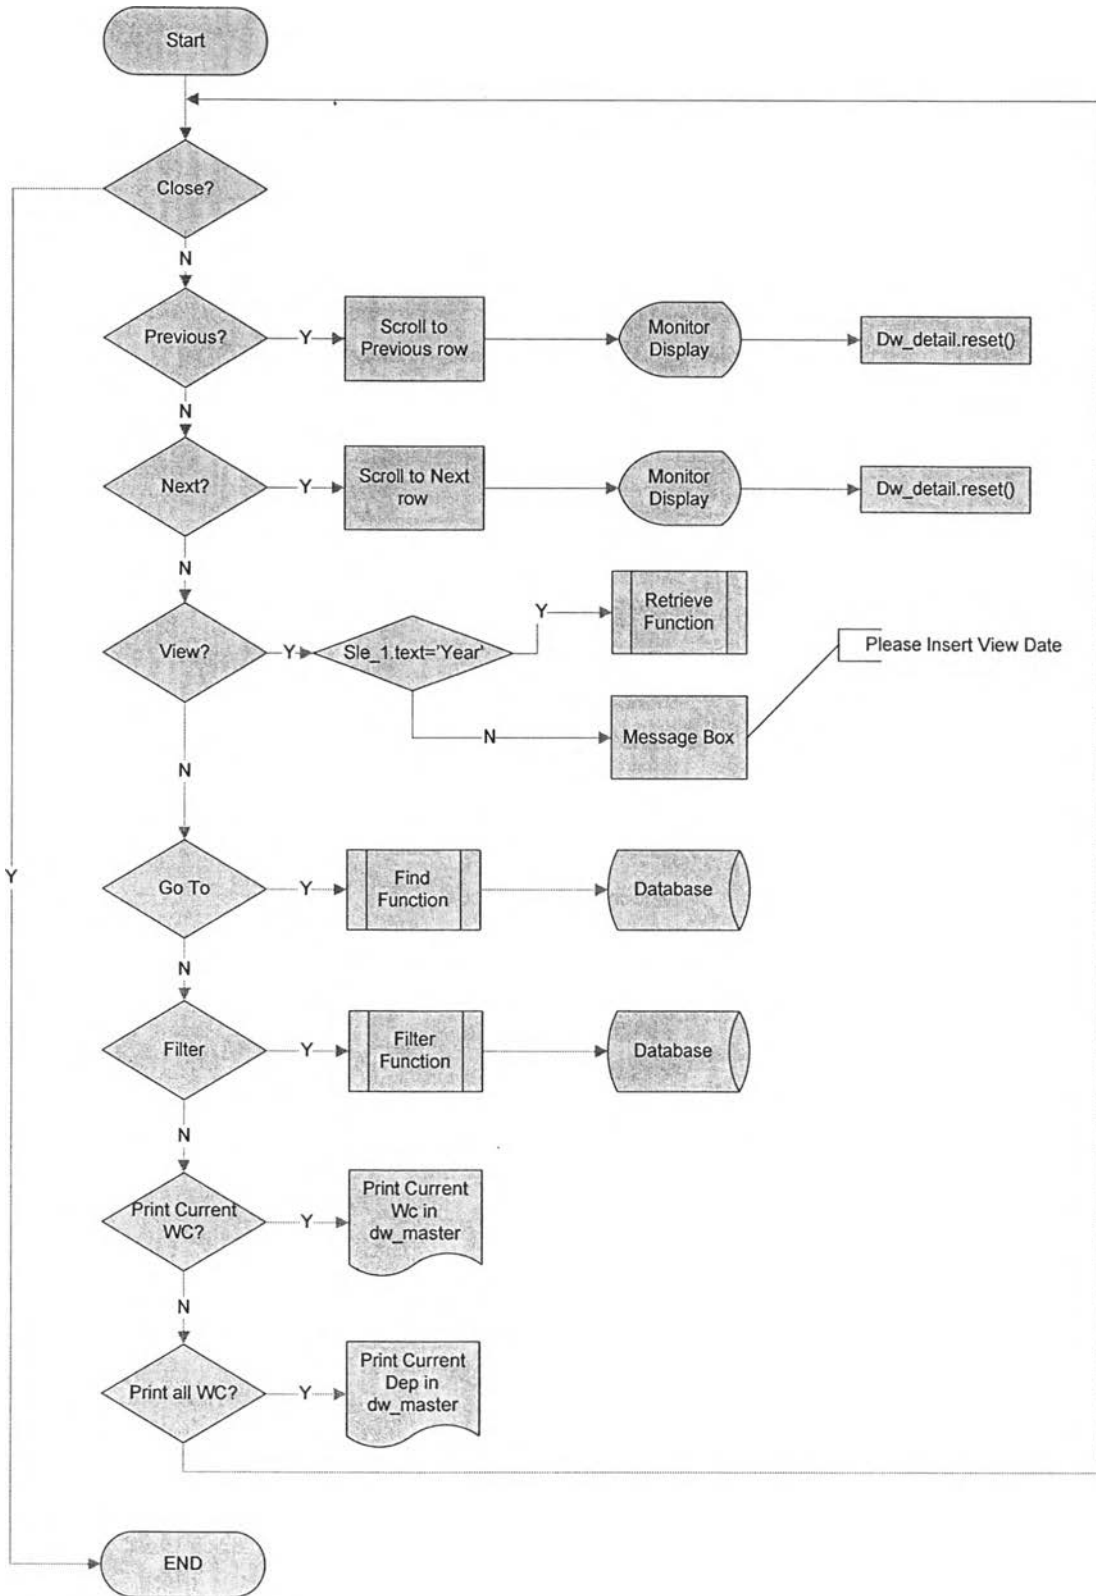 Start
Close?
N
Previous?
Y
Scroll to
Previous row
Monitor
Display
Dw_detail.reset()
N
Next?
Y
Scroll to Next
row
Monitor
Display
Dw_detail.reset()
N
View?
Y
Sle_1.text='Year'
Y
Retrieve
Function
Please Insert View Date
N
Message Box
N
Y
Go To
Y
Find
Function
Database
N
Filter
Y
Filter
Function
Database
N
Print Current
WC?
Y
Print Current
Wc in
dw_master
N
Print all WC?
Y
Print Current
Dep in
dw_master
END